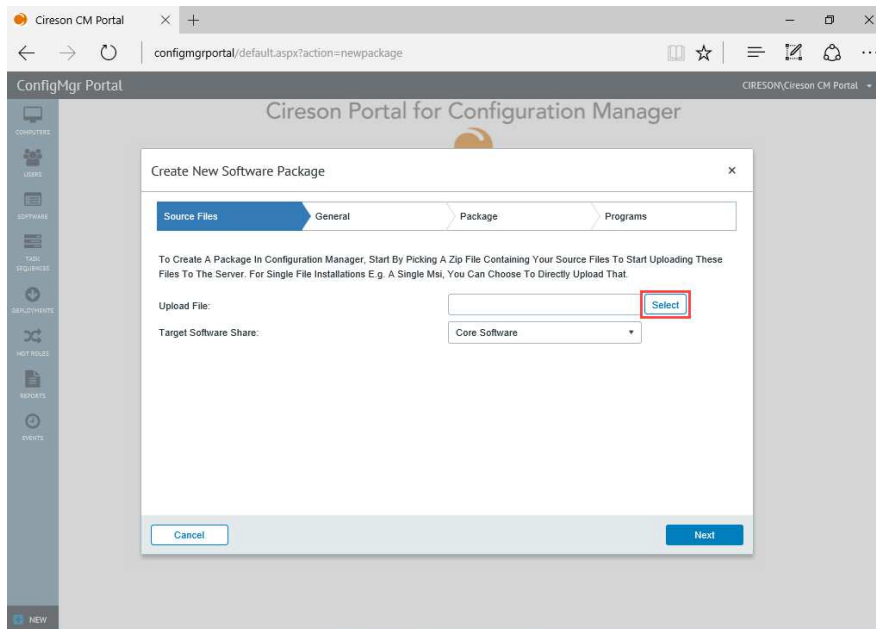 Cireson CM Portal
configmgrportal/default.aspx?action=newpackage
ConfigMgr Portal
CIRESON\Cireson CM Portal
Cireson Portal for Configuration Manager
COMPUTERS
USERS
SOFTWARE
TASK
SEQUENCES
DEPLOYMENTS
MDT ROLES
REPORTS
EVENTS
NEW
Create New Software Package
Source Files
General
Package
Programs
To Create A Package In Configuration Manager, Start By Picking A Zip File Containing Your Source Files To Start Uploading These
Files To The Server. For Single File Installations E.g. A Single Msi, You Can Choose To Directly Upload That.
Upload File:
Select
Target Software Share:
Core Software
Cancel
Next